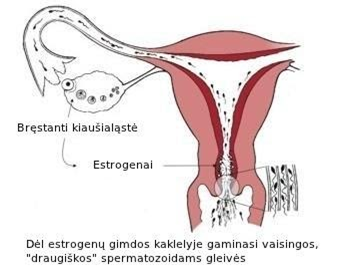 Bręstanti kiaušialąstė
Estrogenai
Dėl estrogenų gimdos kaklelyje gaminasi vaisingos,
"draugiškos" spermatozoidams gleivės